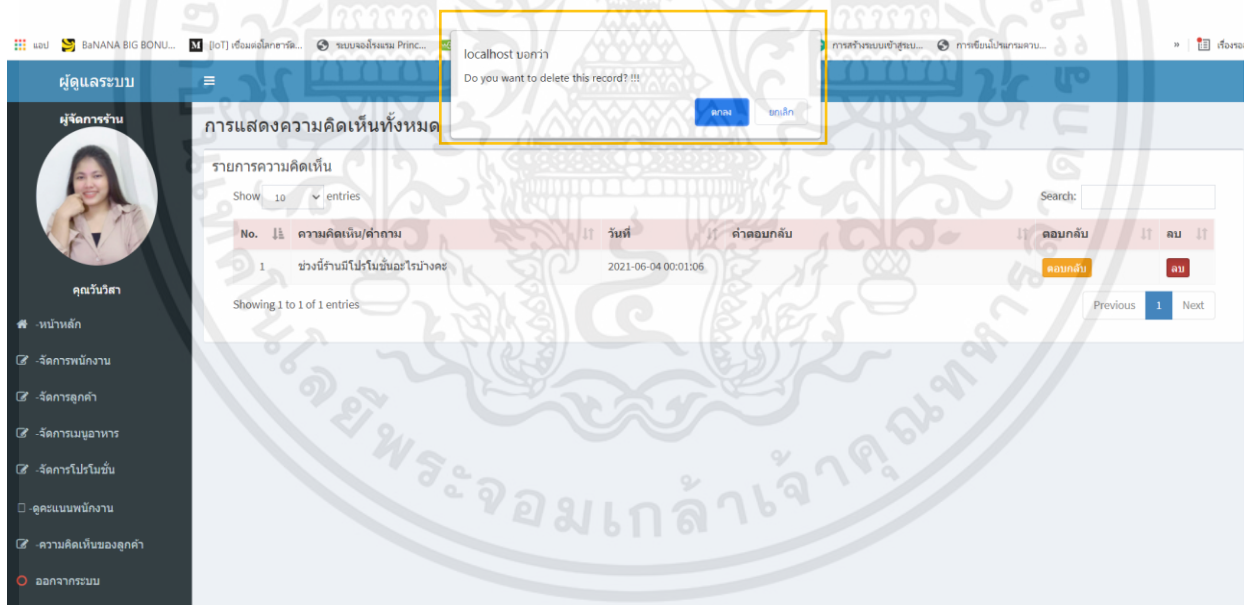 แอป BaNANA BIG BONU... [IoT] เชื่อมต่อโลกฮาร์ด... ระบบจองโรงแรม Princ... การสร้างระบบเข้าสู่ระบ... การเขียนโปรแกรมควบ... » เรื่องรอ
localhost บอกว่า
Do you want to delete this record? !!!
ตกลง ยกเลิก
ผู้ดูแลระบบ
ผู้จัดการร้าน
คุณวันวิสา
-หน้าหลัก
-จัดการพนักงาน
-จัดการลูกค้า
-จัดการเมนูอาหาร
-จัดการโปรโมชั่น
-ดูคะแนนพนักงาน
-ความคิดเห็นของลูกค้า
ออกจากระบบ
การแสดงความคิดเห็นทั้งหมด
รายการความคิดเห็น
Show 10 entries Search:
No. ความคิดเห็น/คำถาม วันที่ คำตอบกลับ ตอบกลับ ลบ
1 ช่วงนี้ร้านมีโปรโมชั่นอะไรบ้างคะ 2021-06-04 00:01:06 ตอบกลับ ลบ
Showing 1 to 1 of 1 entries Previous 1 Next